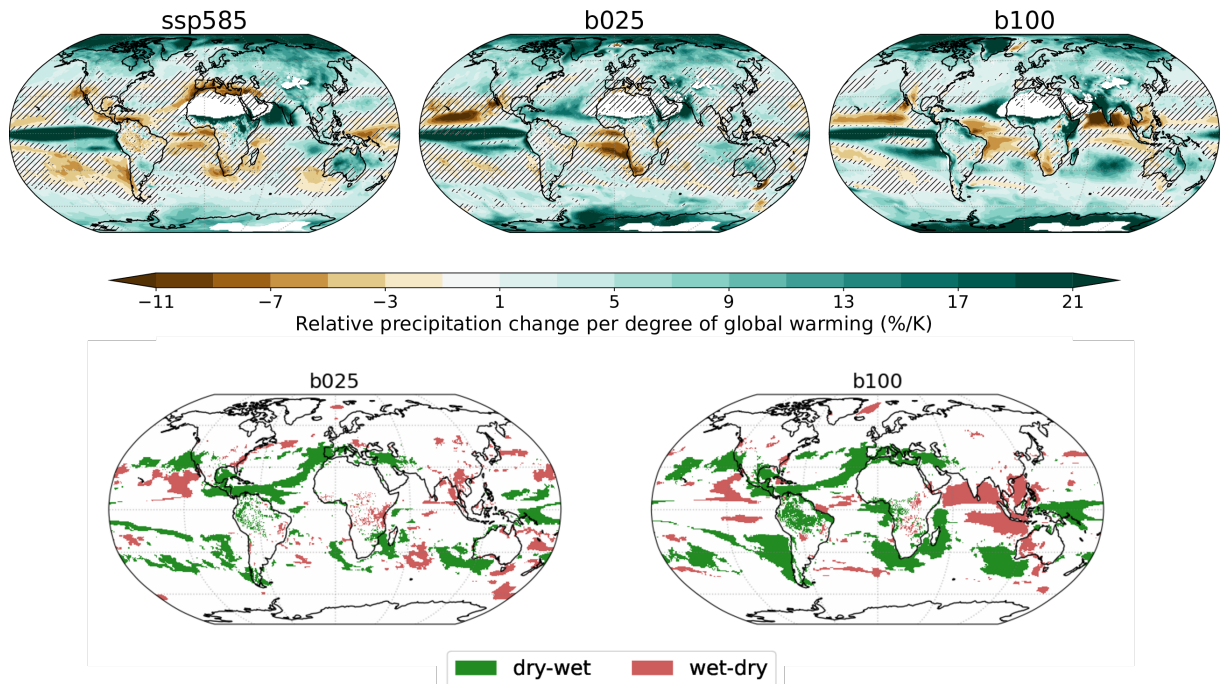 ssp585 b025 b100
−11 −7 −3 1 5 9 13 17 21
Relative precipitation change per degree of global warming (%/K)
b025 b100
dry-wet wet-dry